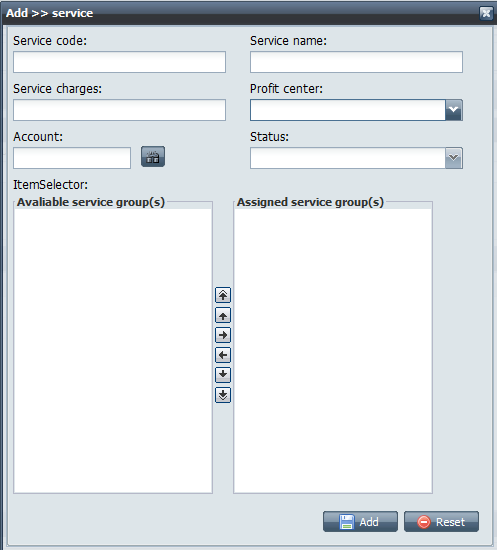 Add >> service
Service code:
Service name:
Service charges:
Profit center:
Account:
Status:
ItemSelector:
Avaliable service group(s)
Assigned service group(s)
Add
Reset